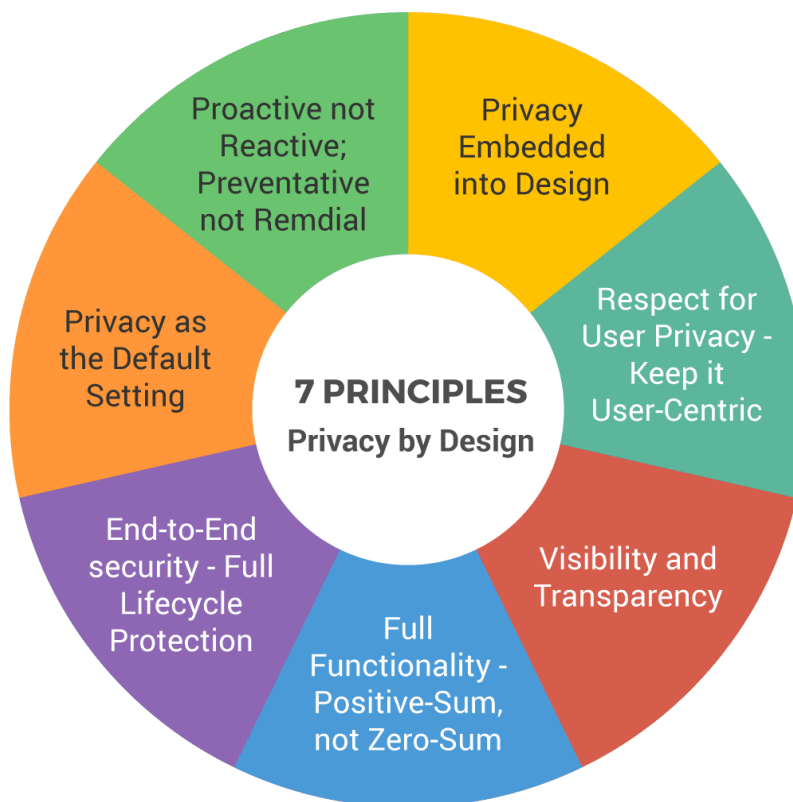 7 PRINCIPLES
Privacy by Design
Proactive not
Reactive;
Preventative
not Remdial
Privacy
Embedded
into Design
Respect for
User Privacy -
Keep it
User-Centric
Visibility and
Transparency
Full
Functionality -
Positive-Sum,
not Zero-Sum
End-to-End
security - Full
Lifecycle
Protection
Privacy as
the Default
Setting